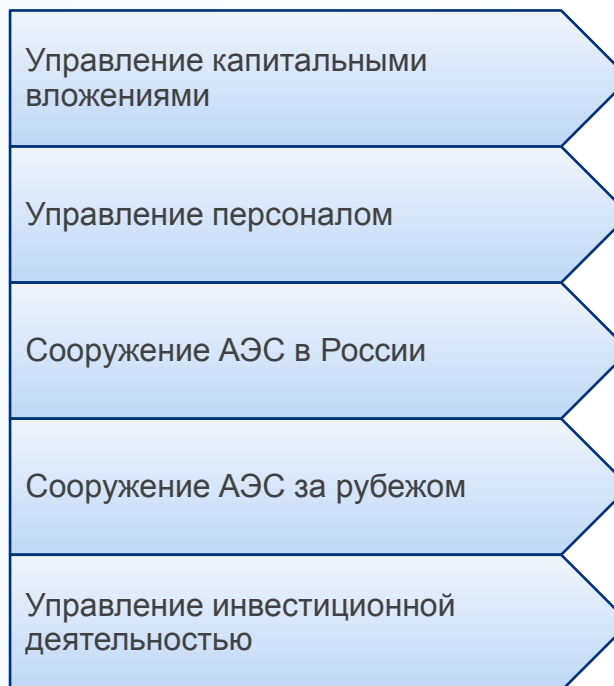 Управление капитальными
вложениями
Управление персоналом
Сооружение АЭС в России
Сооружение АЭС за рубежом
Управление инвестиционной
деятельностью